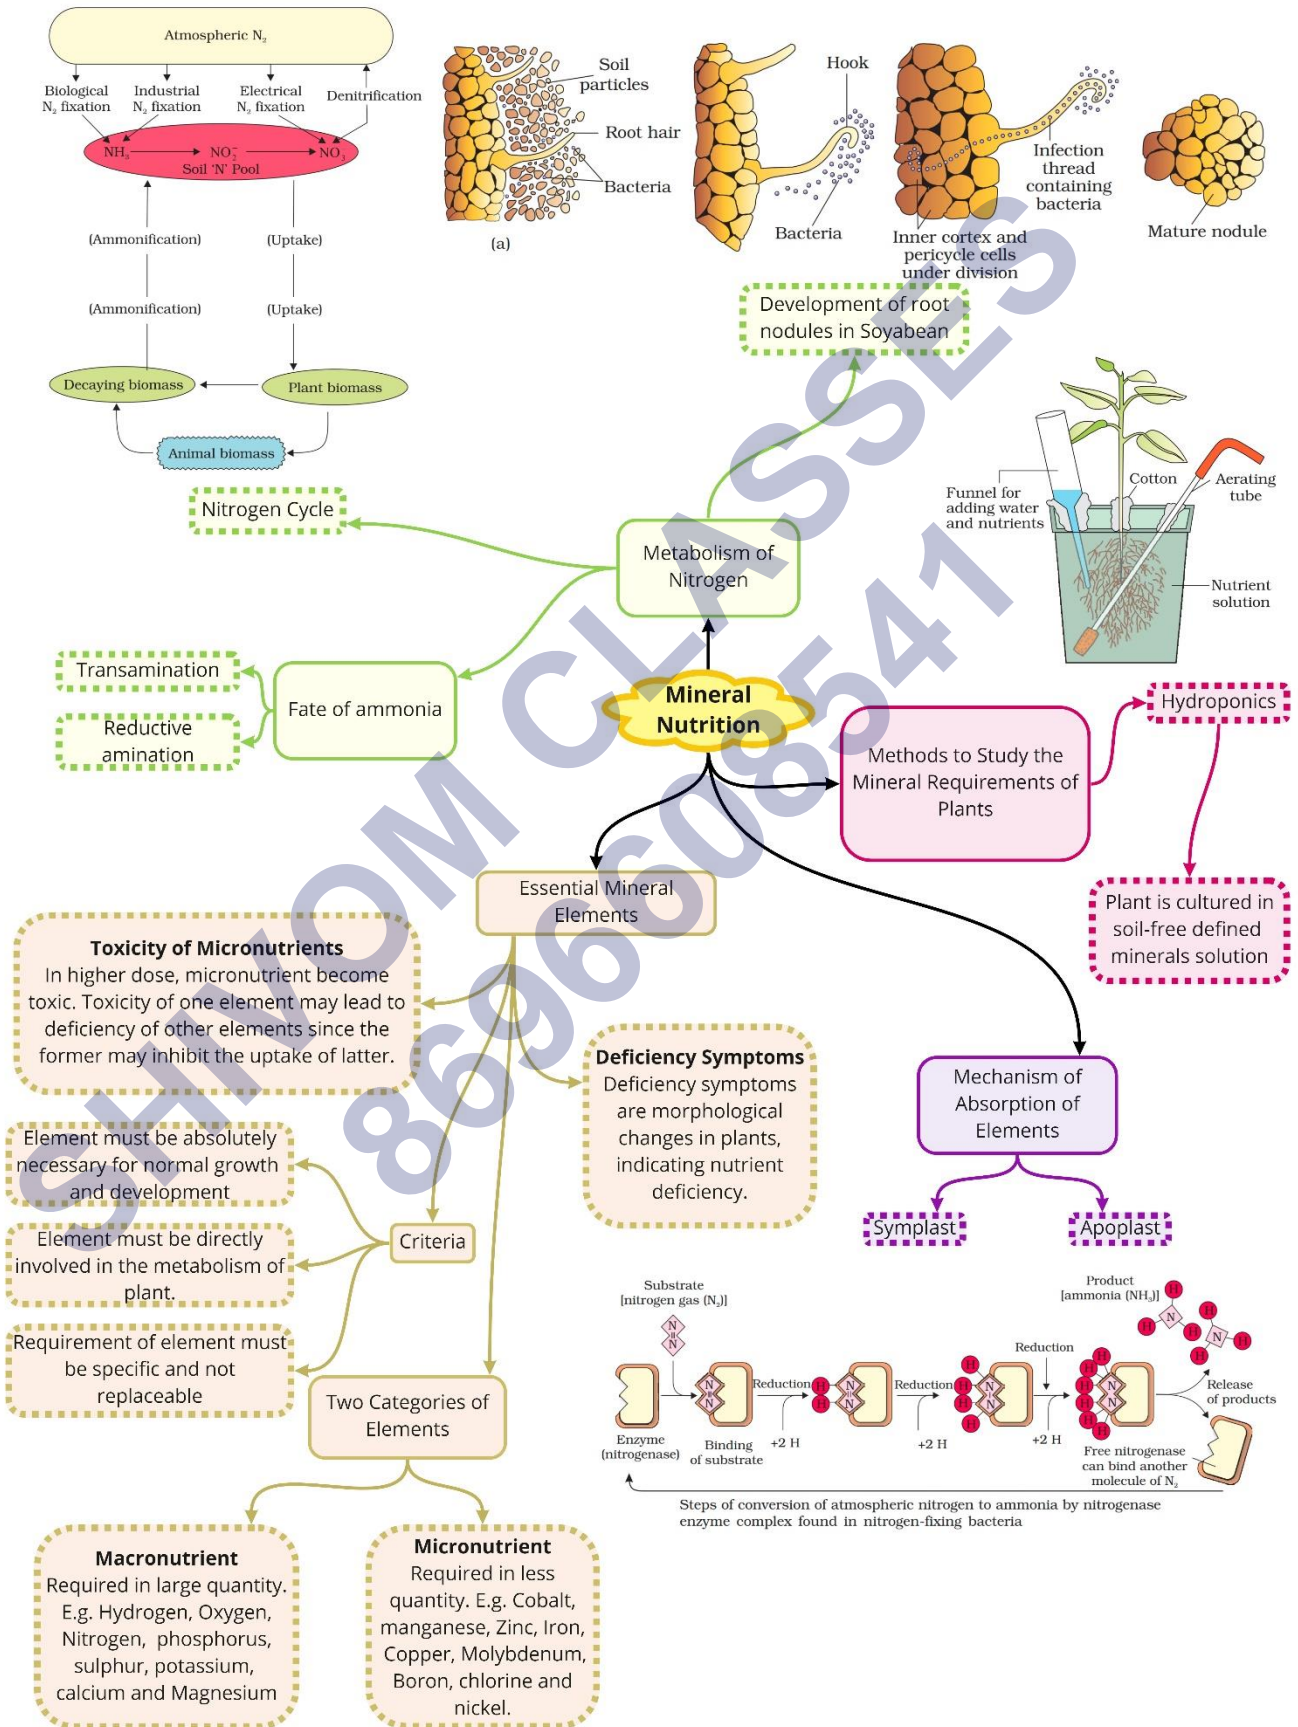 Atmospheric N₂
Biological
N₂ fixation
Industrial
N₂ fixation
Electrical
N₂ fixation
Denitrification
NH₃
NO₂⁻
NO₃⁻
Soil 'N' Pool
(Ammonification)
(Uptake)
(Ammonification)
(Uptake)
Decaying biomass
Plant biomass
Animal biomass
Soil
particles
Root hair
Bacteria
(a)
Hook
Bacteria
Infection
thread
containing
bacteria
Inner cortex and
pericycle cells
under division
Mature nodule
Development of root
nodules in Soyabean
Funnel for
adding water
and nutrients
Cotton
Aerating
tube
Nutrient
solution
Nitrogen Cycle
Metabolism of
Nitrogen
Transamination
Reductive
amination
Fate of ammonia
Mineral
Nutrition
Methods to Study the
Mineral Requirements of
Plants
Hydroponics
Plant is cultured in
soil-free defined
minerals solution
Essential Mineral
Elements
Toxicity of Micronutrients
In higher dose, micronutrient become
toxic. Toxicity of one element may lead to
deficiency of other elements since the
former may inhibit the uptake of latter.
Deficiency Symptoms
Deficiency symptoms
are morphological
changes in plants,
indicating nutrient
deficiency.
Mechanism of
Absorption of
Elements
Symplast
Apoplast
Element must be absolutely
necessary for normal growth
and development
Element must be directly
involved in the metabolism of
plant.
Requirement of element must
be specific and not
replaceable
Criteria
Two Categories of
Elements
Macronutrient
Required in large quantity.
E.g. Hydrogen, Oxygen,
Nitrogen, phosphorus,
sulphur, potassium,
calcium and Magnesium
Micronutrient
Required in less
quantity. E.g. Cobalt,
manganese, Zinc, Iron,
Copper, Molybdenum,
Boron, chlorine and
nickel.
Substrate
[nitrogen gas (N₂)]
N
N
Enzyme
(nitrogenase)
N
N
Binding
of substrate
Reduction
+2 H
H
H
N
N
Reduction
+2 H
H
H
H
H
N
N
Reduction
+2 H
H
H
H
H
H
H
N
N
Product
[ammonia (NH₃)]
H
H
H
N
H
H
H
N
Release
of products
Free nitrogenase
can bind another
molecule of N₂
Steps of conversion of atmospheric nitrogen to ammonia by nitrogenase
enzyme complex found in nitrogen-fixing bacteria
SHIVOM CLASSES
8696608541